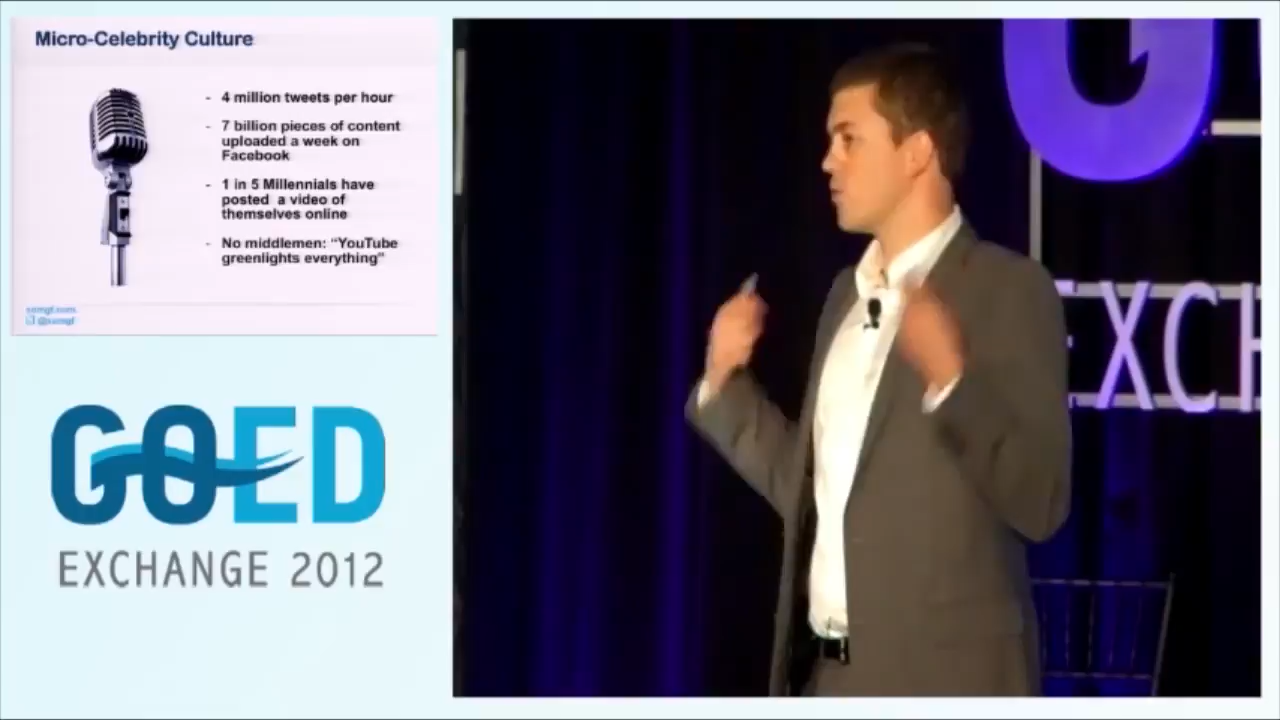 Micro-Celebrity Culture
- 4 million tweets per hour
- 7 billion pieces of content
uploaded a week on
Facebook
- 1 in 5 Millennials have
posted a video of
themselves online
- No middlemen: “YouTube
greenlights everything”
GOED
EXCHANGE 2012
G
EXCH